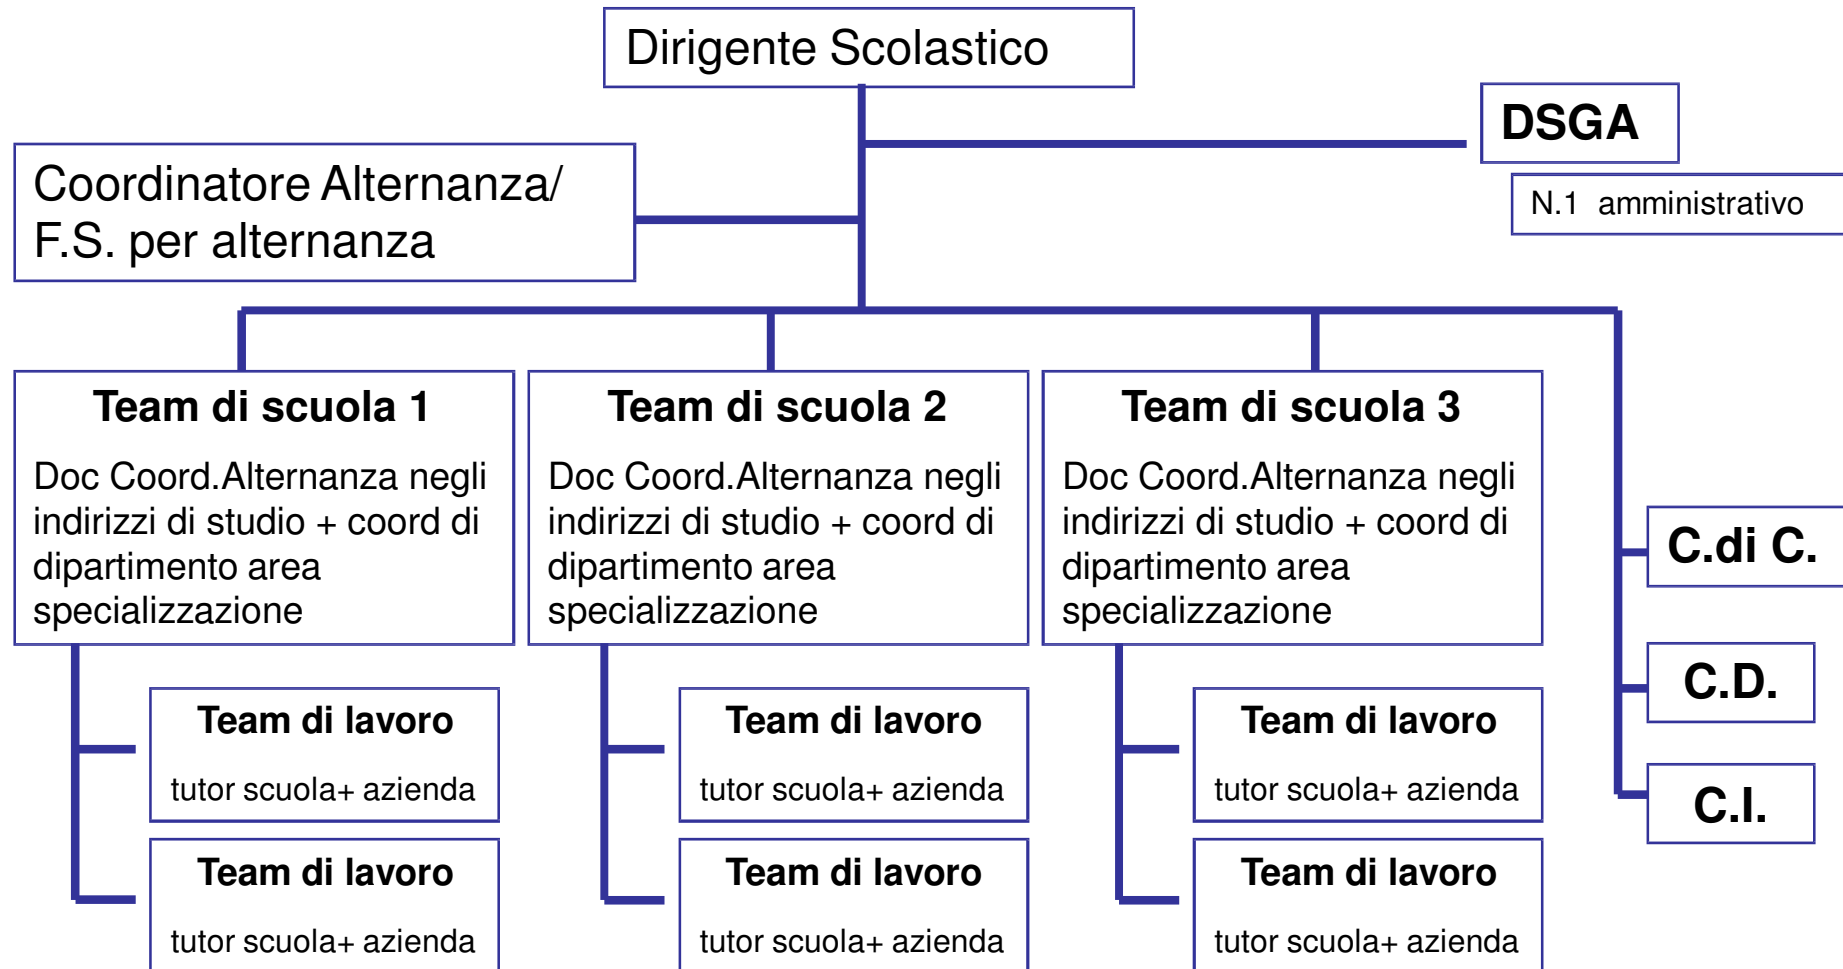 Dirigente Scolastico
DSGA
N.1 amministrativo
Coordinatore Alternanza/
F.S. per alternanza
Team di scuola 1
Doc Coord.Alternanza negli
indirizzi di studio + coord di
dipartimento area
specializzazione
Team di scuola 2
Doc Coord.Alternanza negli
indirizzi di studio + coord di
dipartimento area
specializzazione
Team di scuola 3
Doc Coord.Alternanza negli
indirizzi di studio + coord di
dipartimento area
specializzazione
C.di C.
C.D.
C.I.
Team di lavoro
tutor scuola+ azienda
Team di lavoro
tutor scuola+ azienda
Team di lavoro
tutor scuola+ azienda
Team di lavoro
tutor scuola+ azienda
Team di lavoro
tutor scuola+ azienda
Team di lavoro
tutor scuola+ azienda